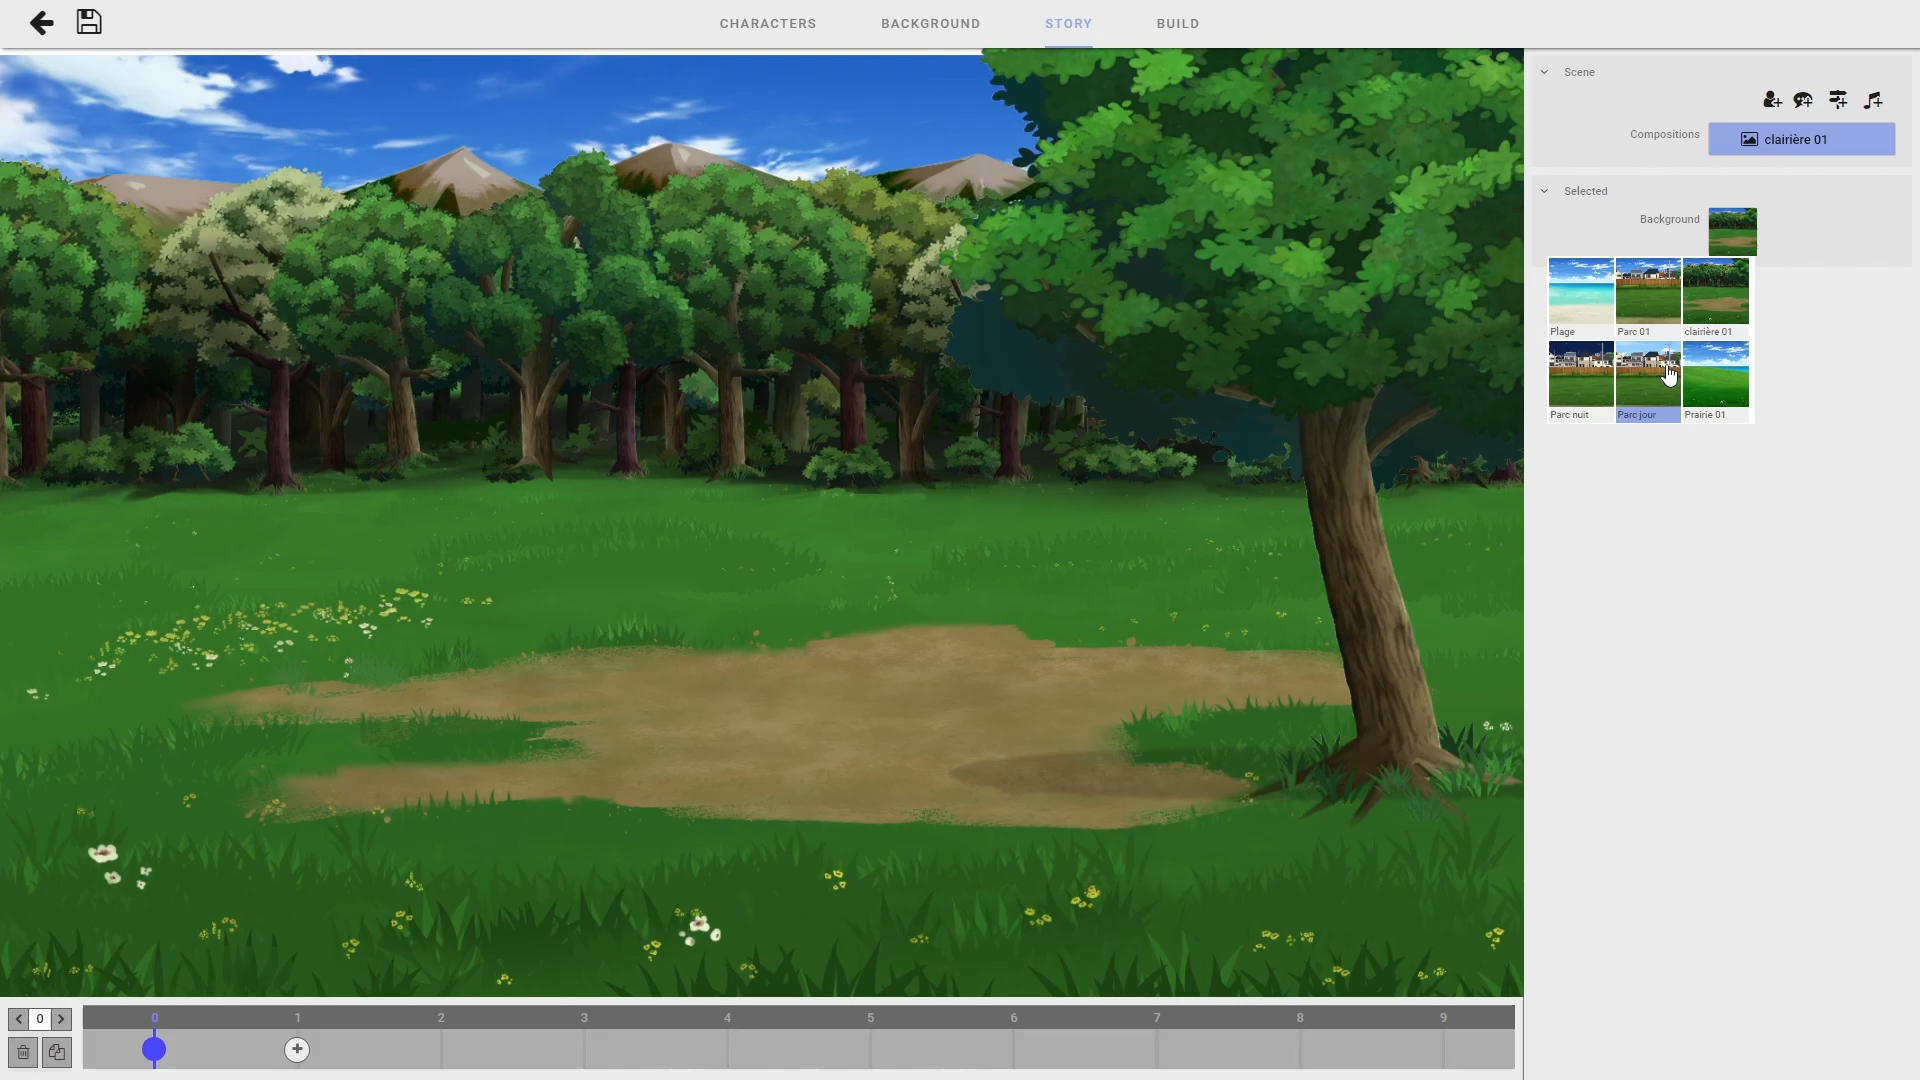 CHARACTERS BACKGROUND STORY BUILD
Scene
Compositions clairière 01
Selected
Background
Plage Parc 01 clairière 01
Parc nuit Parc jour Prairie 01
0 0 1 2 3 4 5 6 7 8 9